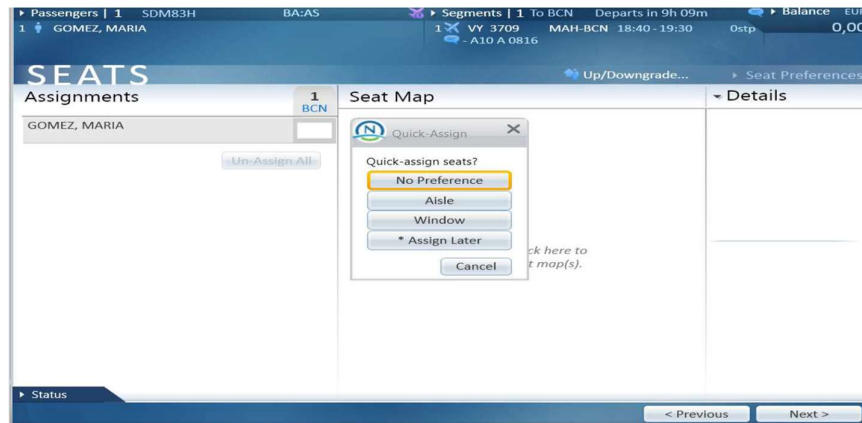 Passengers | 1 SDM83H BA:AS Segments | 1 To BCN Departs in 9h 09m Balance EUR
1 GOMEZ, MARIA 1 VY 3709 MAH-BCN 18:40 - 19:30 0stp 0,00
- A10 A 0816
SEATS
Up/Downgrade... Seat Preferences
Assignments 1 Seat Map Details
BCN
GOMEZ, MARIA
N Quick-Assign
Un-Assign All
Quick-assign seats?
No Preference
Aisle
Window
* Assign Later
ck here to
Cancel t map(s).
Status
< Previous Next >